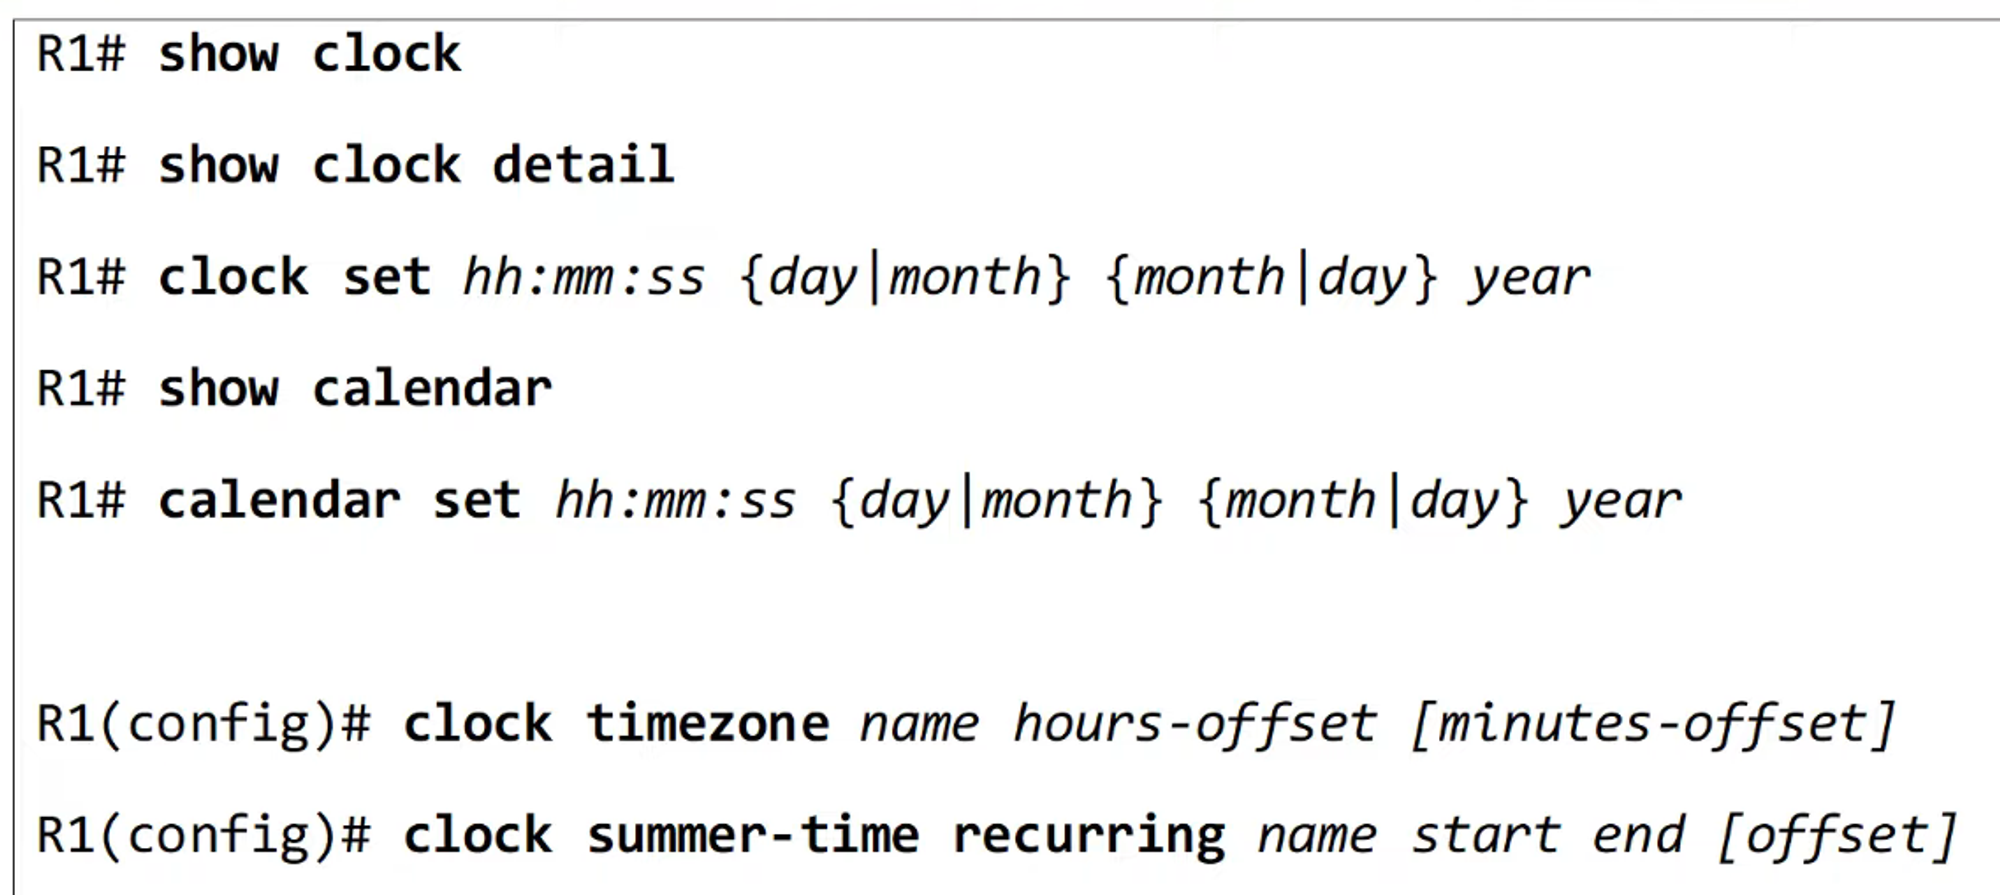 R1# show clock
R1# show clock detail
R1# clock set hh:mm:ss {day|month} {month|day} year
R1# show calendar
R1# calendar set hh:mm:ss {day|month} {month|day} year
R1(config)# clock timezone name hours-offset [minutes-offset]
R1(config)# clock summer-time recurring name start end [offset]